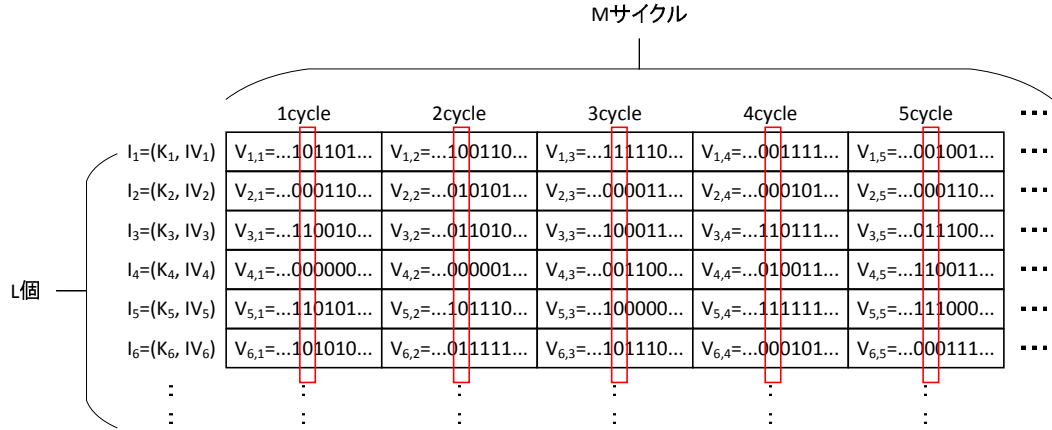 Mサイクル
1cycle 2cycle 3cycle 4cycle 5cycle ...
I1=(K1, IV1) V1,1=...101101... V1,2=...100110... V1,3=...111110... V1,4=...001111... V1,5=...001001... ...
I2=(K2, IV2) V2,1=...000110... V2,2=...010101... V2,3=...000011... V2,4=...000101... V2,5=...000110... ...
I3=(K3, IV3) V3,1=...110010... V3,2=...011010... V3,3=...100011... V3,4=...110111... V3,5=...011100... ...
L個
I4=(K4, IV4) V4,1=...000000... V4,2=...000001... V4,3=...001100... V4,4=...010011... V4,5=...110011... ...
I5=(K5, IV5) V5,1=...110101... V5,2=...101110... V5,3=...100000... V5,4=...111111... V5,5=...111000... ...
I6=(K6, IV6) V6,1=...101010... V6,2=...011111... V6,3=...101110... V6,4=...000101... V6,5=...000111... ...